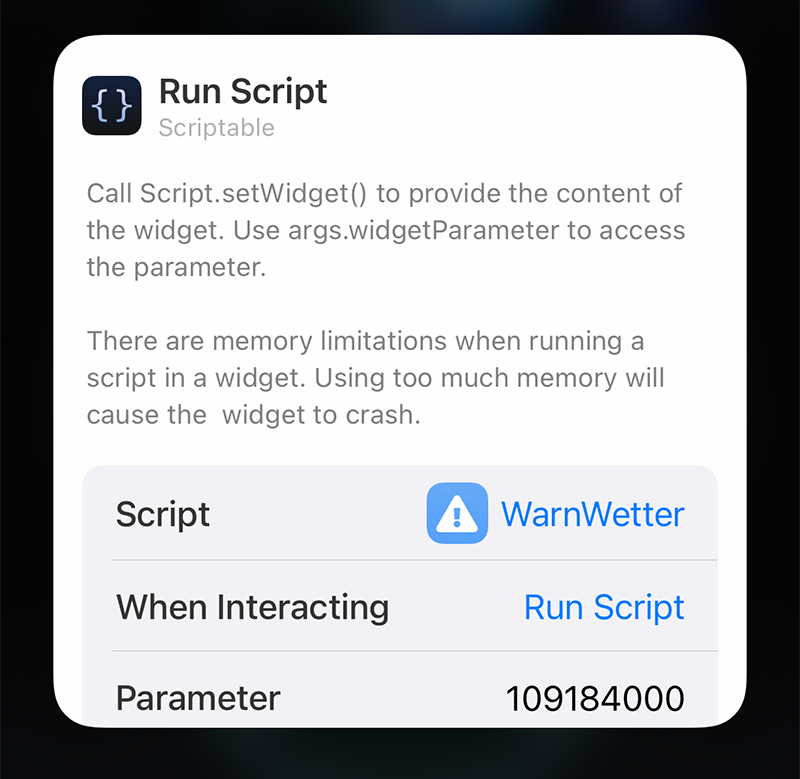 {}
Run Script
Scriptable
Call Script.setWidget() to provide the content of
the widget. Use args.widgetParameter to access
the parameter.
There are memory limitations when running a
script in a widget. Using too much memory will
cause the  widget to crash.
Script
WarnWetter
When Interacting
Run Script
Parameter
109184000